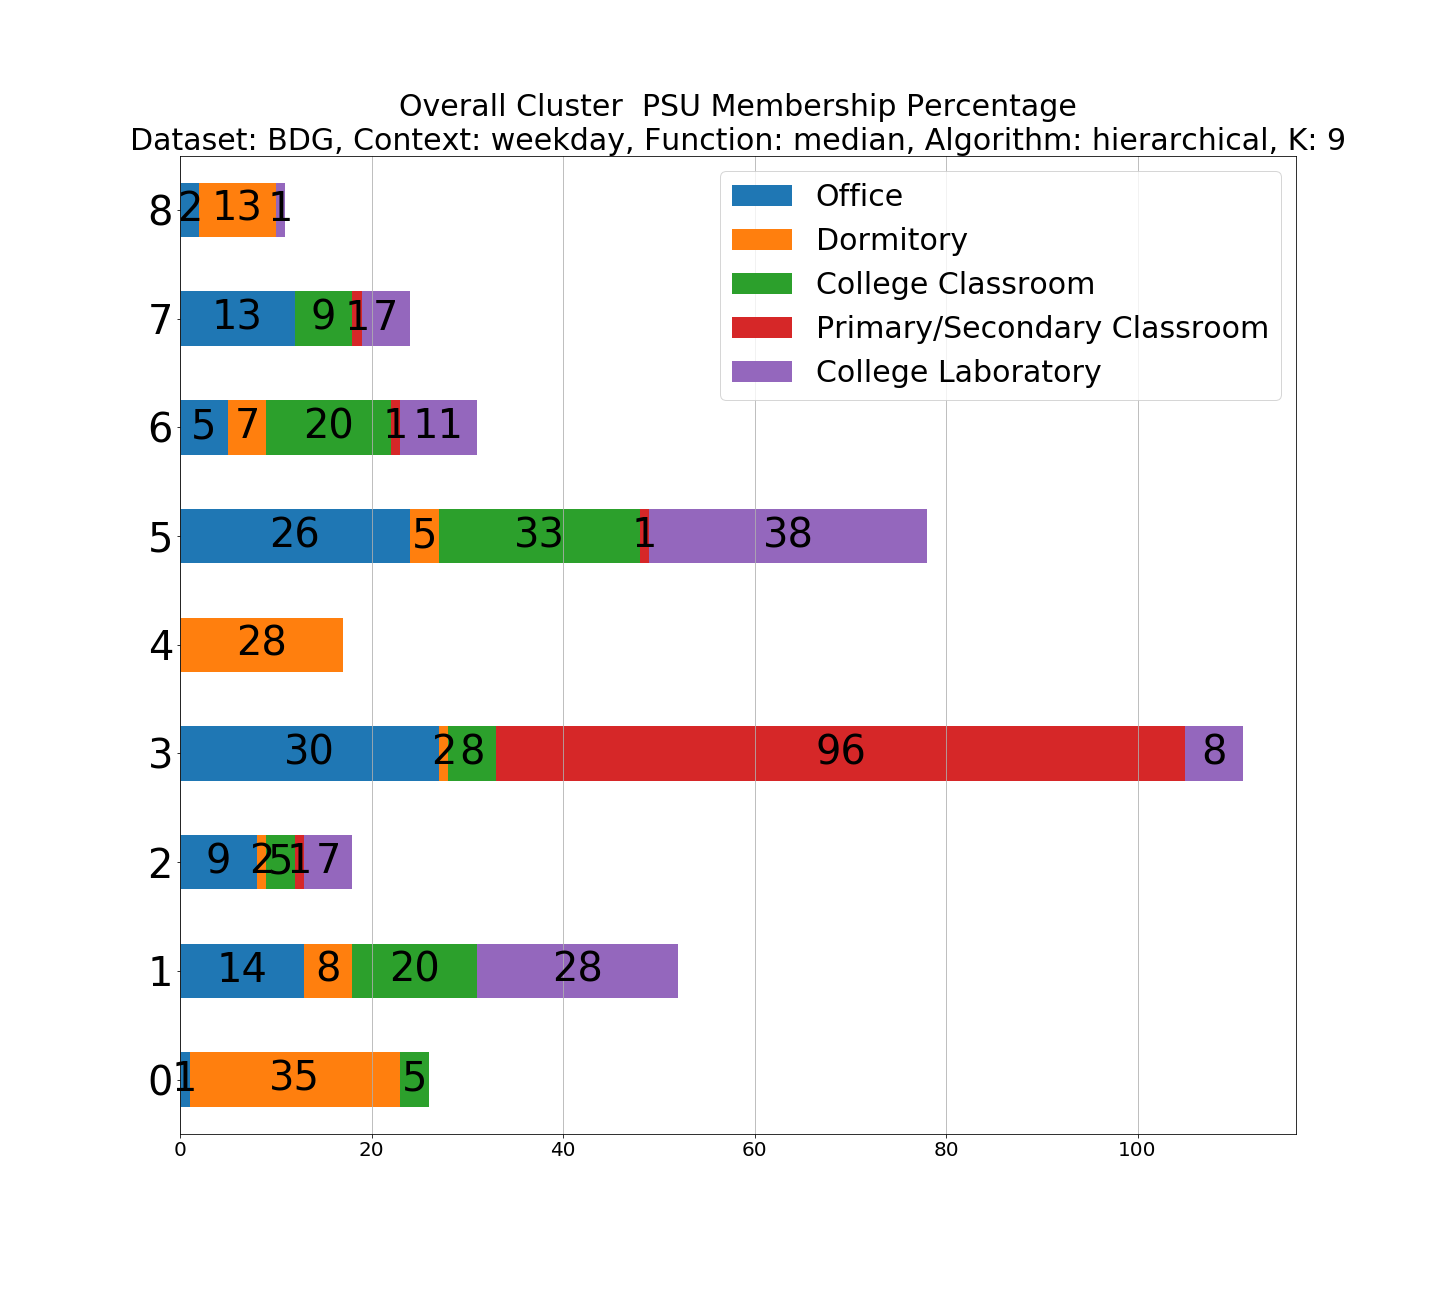 Overall Cluster  PSU Membership Percentage
Dataset: BDG, Context: weekday, Function: median, Algorithm: hierarchical, K: 9
Office
Dormitory
College Classroom
Primary/Secondary Classroom
College Laboratory
8 2 13 1
7 13 9 1 7
6 5 7 20 1 11
5 26 5 33 1 38
4 28
3 30 2 8 96 8
2 9 2 5 1 7
1 14 8 20 28
0 1 35 5
0 20 40 60 80 100